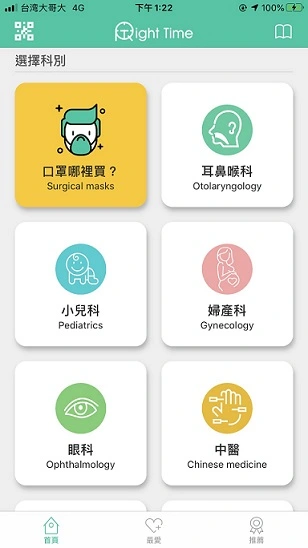 台灣大哥大 4G 下午 1:22 100%
Right Time
選擇科別
口罩哪裡買？
Surgical masks
耳鼻喉科
Otolaryngology
小兒科
Pediatrics
婦產科
Gynecology
眼科
Ophthalmology
中醫
Chinese medicine
首頁 最愛 推薦